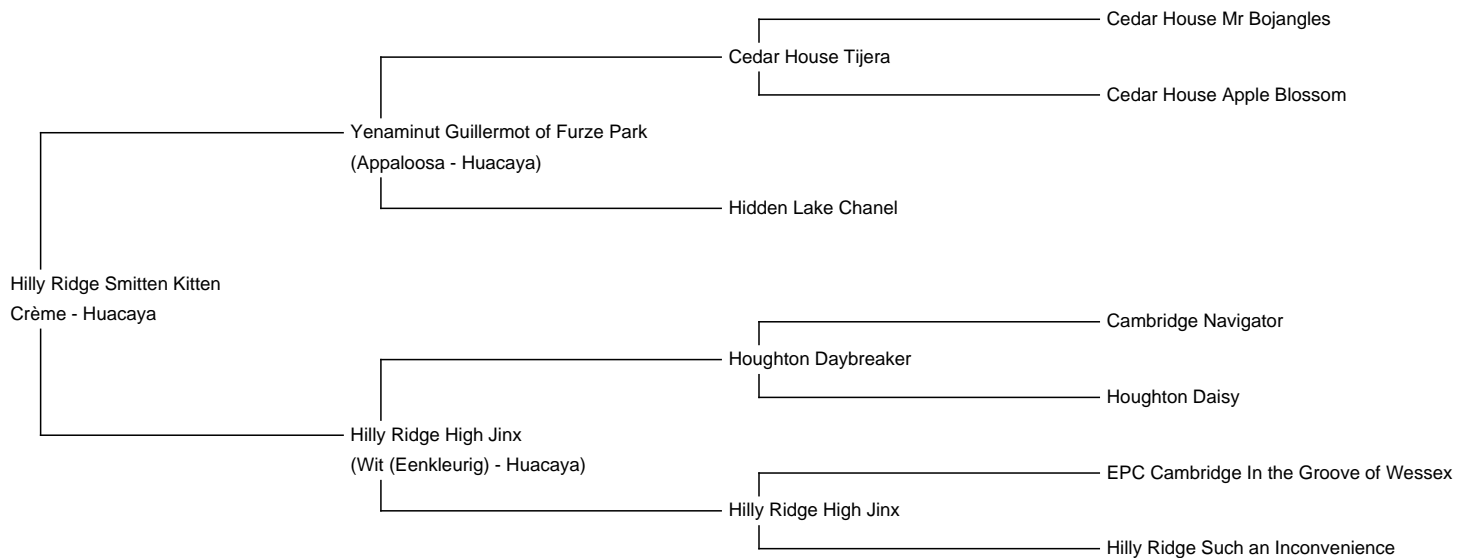 Cedar House Mr Bojangles
Cedar House Tijera
Cedar House Apple Blossom
Yenaminut Guillermot of Furze Park
(Appaloosa - Huacaya)
Hidden Lake Chanel
Hilly Ridge Smitten Kitten
Crème - Huacaya
Cambridge Navigator
Houghton Daybreaker
Houghton Daisy
Hilly Ridge High Jinx
(Wit (Eenkleurig) - Huacaya)
EPC Cambridge In the Groove of Wessex
Hilly Ridge High Jinx
Hilly Ridge Such an Inconvenience